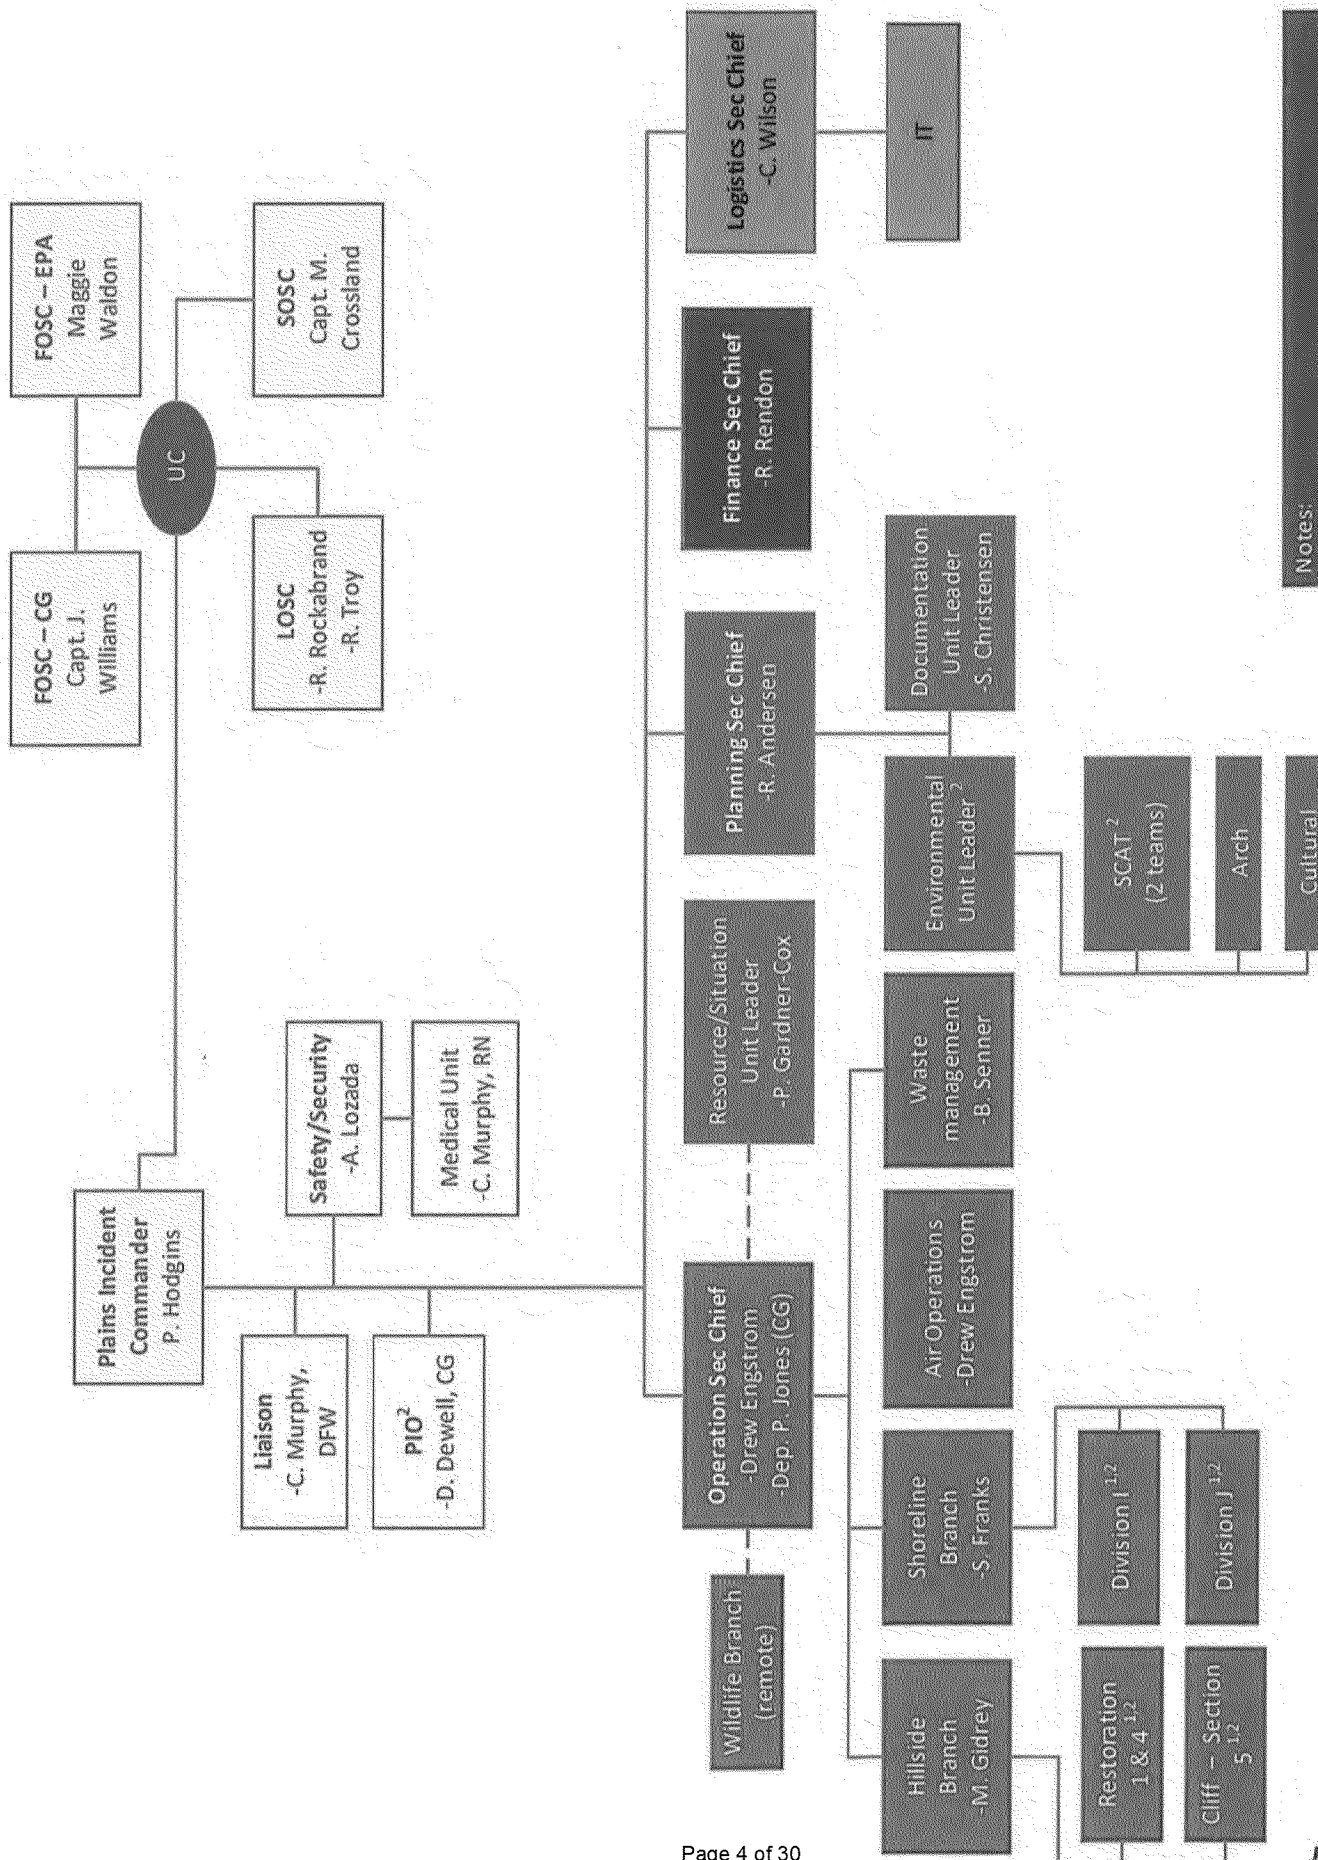 FOSC – CG
Capt. J.
Williams
FOSC – EPA
Maggie
Waldon
UC
LOSC
-R. Rockabrand
-R. Troy
SOSC
Capt. M.
Crossland
Plains Incident
Commander
P. Hodgins
Liaison
-C. Murphy,
DFW
Safety/Security
-A. Lozada
PIO²
-D. Dewell, CG
Medical Unit
-C. Murphy, RN
Wildlife Branch
(remote)
Operation Sec Chief
-Drew Engstrom
-Dep. P. Jones (CG)
Resource/Situation
Unit Leader
-P. Gardner-Cox
Planning Sec Chief
-R. Andersen
Finance Sec Chief
-R. Rendon
Logistics Sec Chief
-C. Wilson
Hillside
Branch
-M. Gidrey
Shoreline
Branch
-S. Franks
Air Operations
-Drew Engstrom
Waste
management
-B. Senner
Environmental
Unit Leader ²
Documentation
Unit Leader
-S. Christensen
IT
Restoration
1 & 4 ¹·²
Division I ¹·²
SCAT ²
(2 teams)
Cliff – Section
5 ¹·²
Division J ¹·²
Arch
Cultural
Notes:
Page 4 of 30